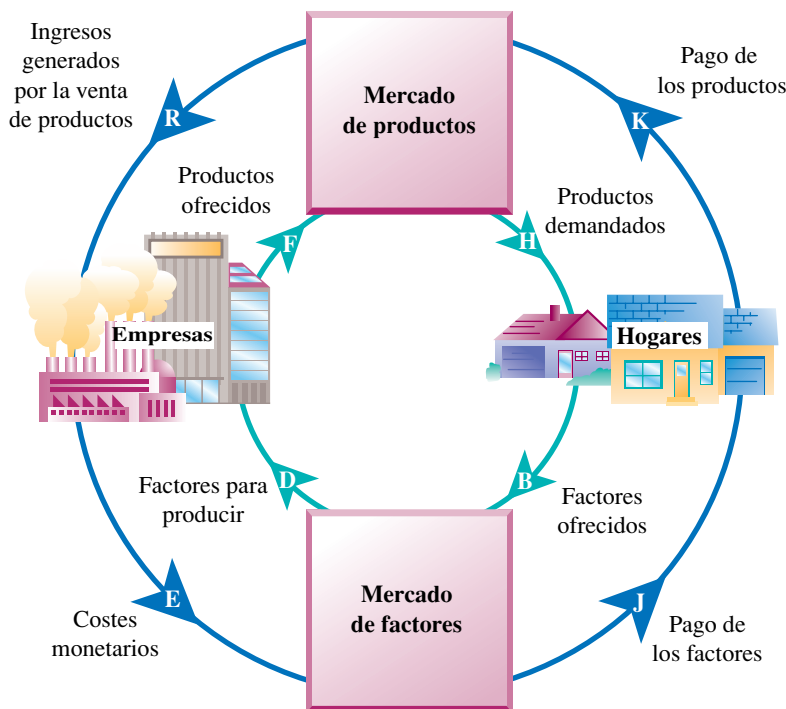 Ingresos
generados
por la venta
de productos
R
Mercado
de productos
Pago de
los productos
K
Productos
ofrecidos
F
Productos
demandados
H
Empresas
Hogares
Factores para
producir
D
B
Factores
ofrecidos
Costes
monetarios
E
Mercado
de factores
J
Pago de
los factores